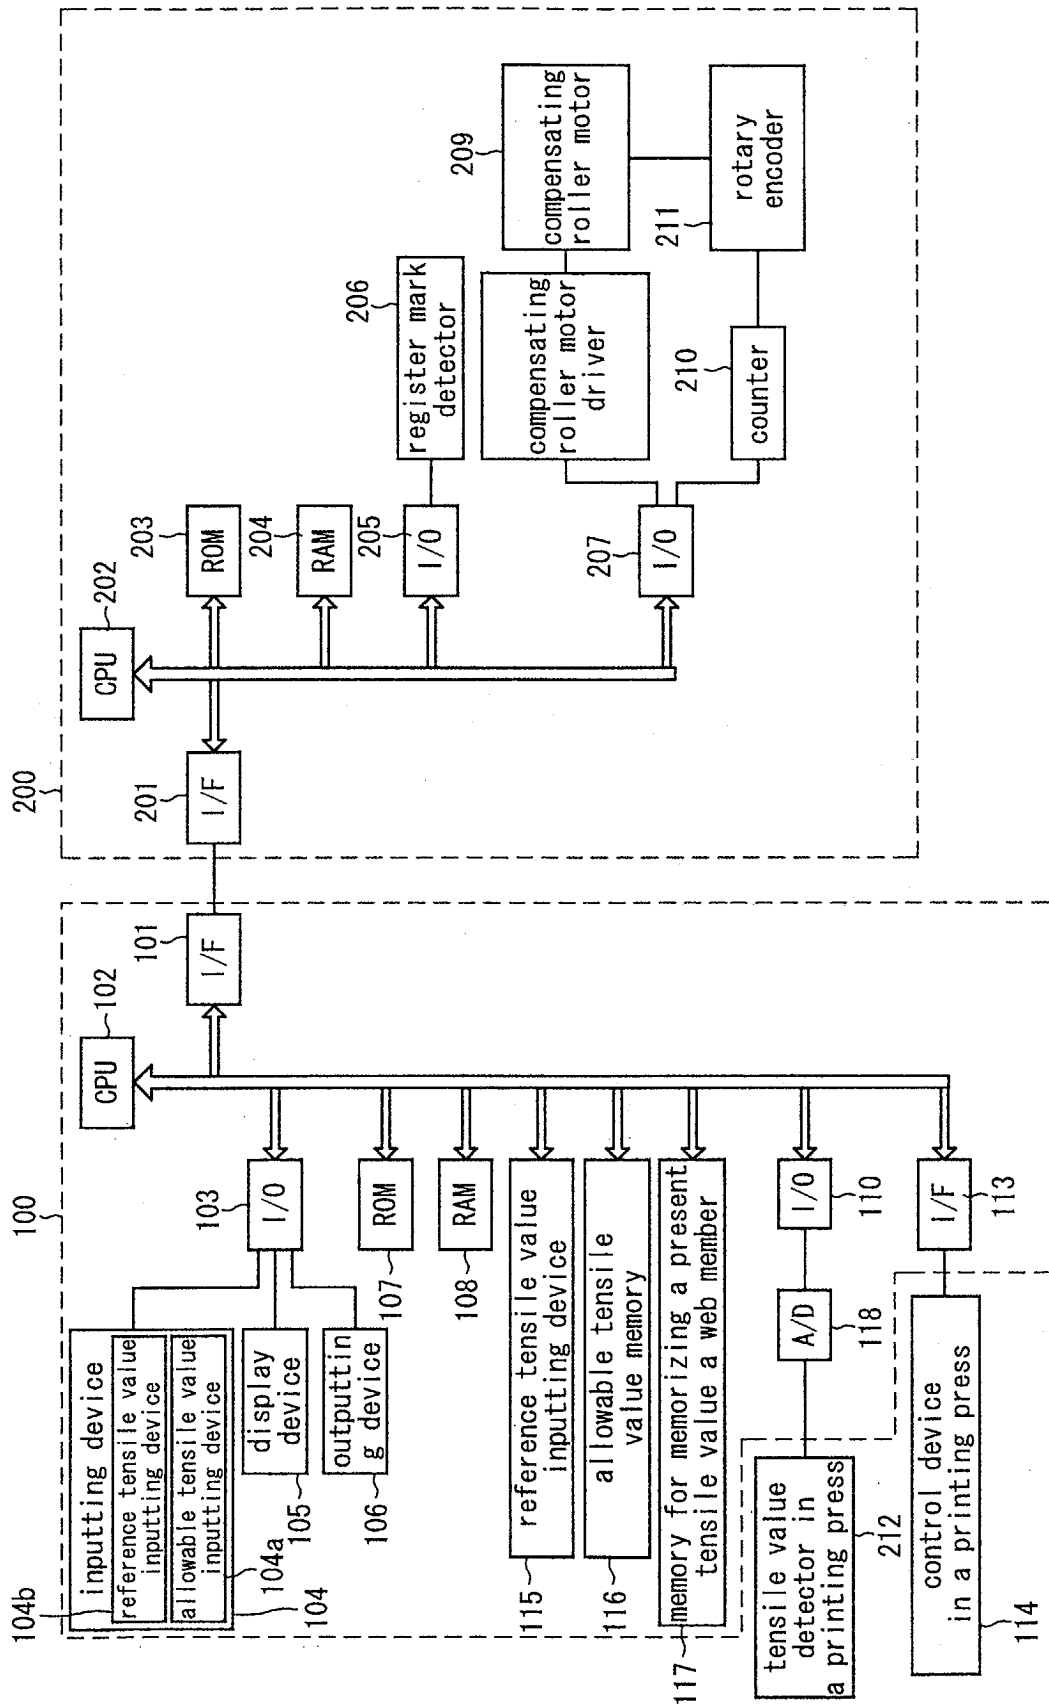 100
104b
inputting device
reference tensile value
inputting device
allowable tensile value
inputting device
104a
104
display
device
105
outputtin
g device
106
103
I/O
CPU
102
101
I/F
ROM
107
RAM
108
115
reference tensile value
inputting device
116
allowable tensile
value memory
117
memory for memorizing a present
tensile value a web member
tensile value
detector in
a printing press
212
A/D
118
I/O
110
control device
in a printing press
114
I/F
113
200
201
I/F
CPU
202
203
ROM
204
RAM
205
I/O
206
register mark
detector
207
I/O
compensating
roller motor
driver
209
compensating
roller motor
210
counter
211
rotary
encoder